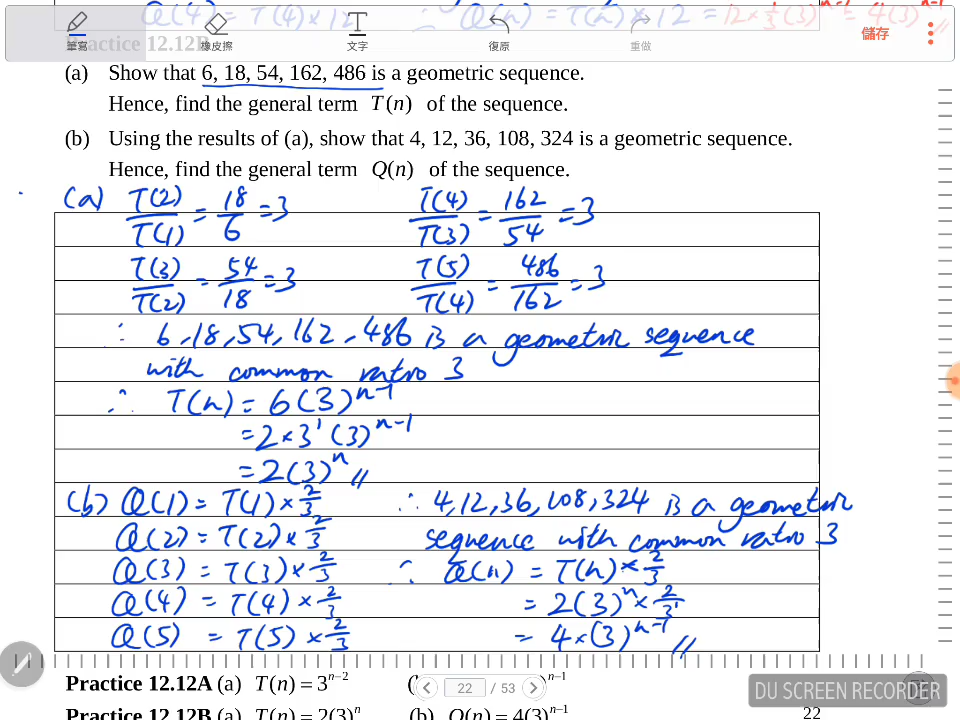 Q(4) = T(4) × 12 ∴ Q(n) = T(n) × 12 = 12 × 1/3 (3)^n-1 = 4(3)^n-1 //
筆寫 橡皮擦 文字 復原 重做 儲存
Practice 12.12B
(a) Show that 6, 18, 54, 162, 486 is a geometric sequence.
Hence, find the general term T(n) of the sequence.
(b) Using the results of (a), show that 4, 12, 36, 108, 324 is a geometric sequence.
Hence, find the general term Q(n) of the sequence.
(a) T(2)/T(1) = 18/6 = 3 T(4)/T(3) = 162/54 = 3
T(3)/T(2) = 54/18 = 3 T(5)/T(4) = 486/162 = 3
∴ 6, 18, 54, 162, 486 is a geometric sequence
with common ratio 3
∴ T(n) = 6(3)^n-1
= 2 × 3^1 (3)^n-1
= 2(3)^n //
(b) Q(1) = T(1) × 2/3 ∴ 4, 12, 36, 108, 324 is a geometric
Q(2) = T(2) × 2/3 sequence with common ratio 3
Q(3) = T(3) × 2/3 ∴ Q(n) = T(n) × 2/3
Q(4) = T(4) × 2/3 = 2(3)^n × 2/3^1
Q(5) = T(5) × 2/3 = 4 × (3)^n-1 //
Practice 12.12A (a) T(n) = 3^n−2 ( )^n−1
22 / 53
DU SCREEN RECORDER
Practice 12.12B (a) T(n) = 2(3)^n (b) Q(n) = 4(3)^n−1
22